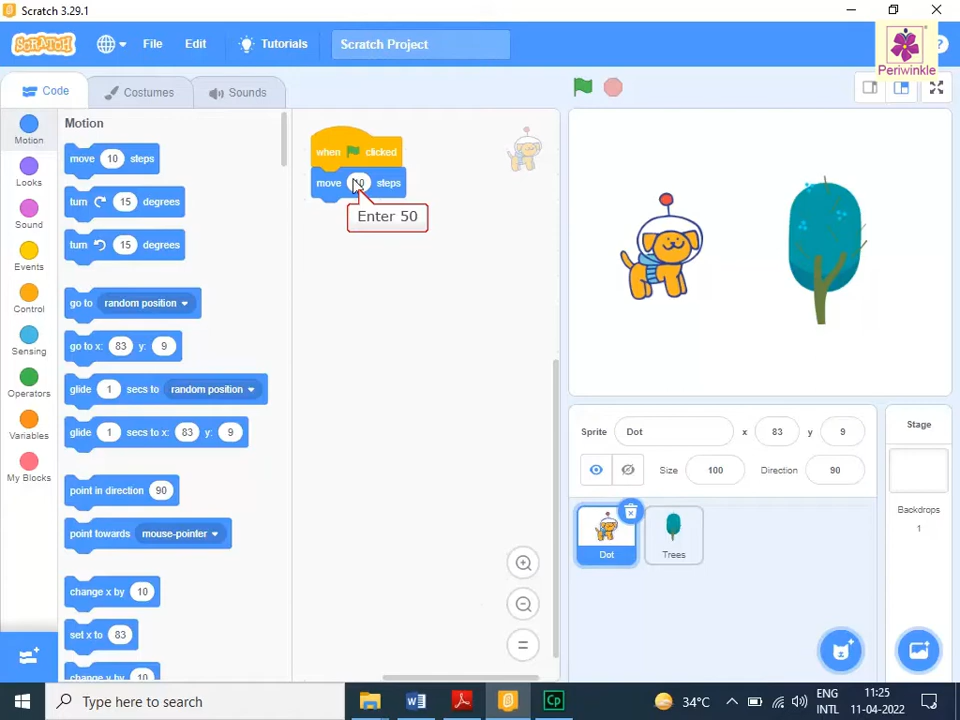 Scratch 3.29.1
SCRATCH
File
Edit
Tutorials
Scratch Project
Periwinkle
Code
Costumes
Sounds
Motion
Looks
Sound
Events
Control
Sensing
Operators
Variables
My Blocks
Motion
move 10 steps
turn 15 degrees
turn 15 degrees
go to random position
go to x: 83 y: 9
glide 1 secs to random position
glide 1 secs to x: 83 y: 9
point in direction 90
point towards mouse-pointer
change x by 10
set x to 83
change y by 10
when clicked
move 10 steps
Enter 50
Sprite Dot x 83 y 9
Size 100 Direction 90
Dot
Trees
Stage
Backdrops
1
Type here to search
34°C
ENG
INTL
11:25
11-04-2022